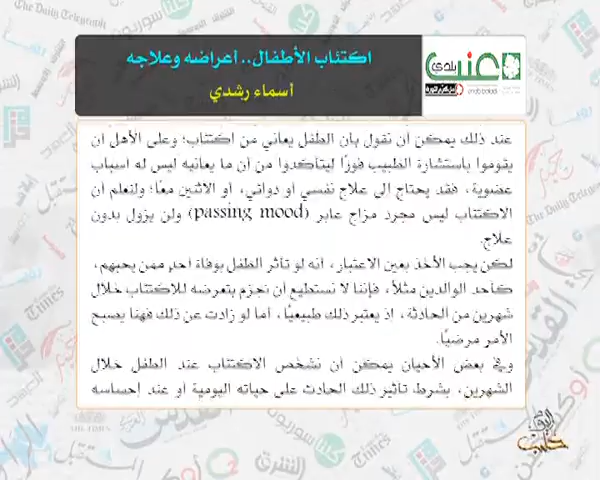 اكتئاب الأطفال.. أعراضه وعلاجه
أسماء رشدي
عنب بلدي
enab baladi
عند ذلك يمكن أن نقول بأن الطفل يعاني من اكتئاب؛ وعلى الأهل أن
يقوموا باستشارة الطبيب فورًا ليتأكدوا من أن ما يعانيه ليس له أسباب
عضوية، فقد يحتاج الى علاج نفسي أو دوائي، أو الاثنين معًا؛ ولنعلم أن
الاكتئاب ليس مجرد مزاج عابر (passing mood) ولن يزول بدون
علاج.
لكن يجب الأخذ بعين الاعتبار، أنه لو تأثر الطفل بوفاة أحدٍ ممن يحبهم،
كأحد الوالدين مثلاً، فإننا لا نستطيع أن نجزم بتعرضه للاكتئاب خلال
شهرين من الحادثة، إذ يعتبر ذلك طبيعيًا، أما لو زادت عن ذلك فهنا يصبح
الأمر مرضيًا.
وفي بعض الأحيان يمكن أن نشخص الاكتئاب عند الطفل خلال
الشهرين، بشرط تأثير ذلك الحادث على حياته اليومية أو عند إحساسه